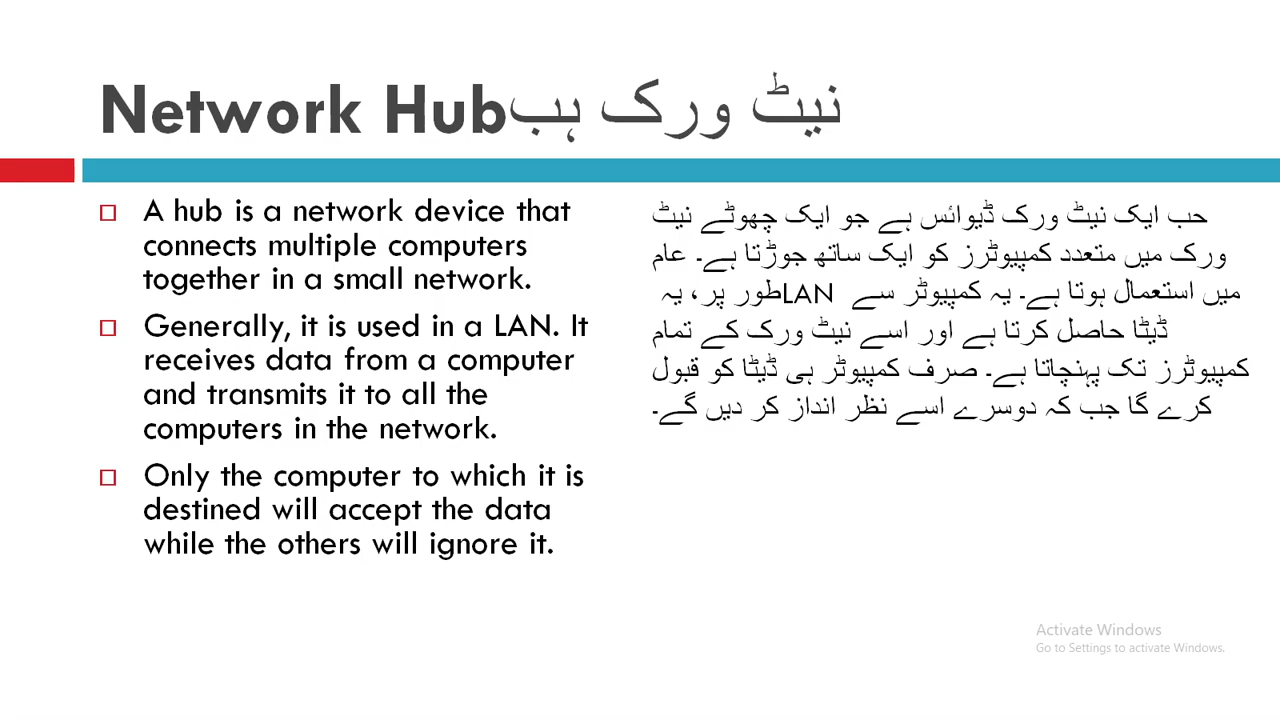 Network Hub نیٹ ورک ہب
A hub is a network device that
connects multiple computers
together in a small network.
Generally, it is used in a LAN. It
receives data from a computer
and transmits it to all the
computers in the network.
Only the computer to which it is
destined will accept the data
while the others will ignore it.
حب ایک نیٹ ورک ڈیوائس ہے جو ایک چھوٹے نیٹ
ورک میں متعدد کمپیوٹرز کو ایک ساتھ جوڑتا ہے۔ عام
طور پر، یہ LAN میں استعمال ہوتا ہے۔ یہ کمپیوٹر سے
ڈیٹا حاصل کرتا ہے اور اسے نیٹ ورک کے تمام
کمپیوٹرز تک پہنچاتا ہے۔ صرف کمپیوٹر ہی ڈیٹا کو قبول
کرے گا جب کہ دوسرے اسے نظر انداز کر دیں گے۔
Activate Windows
Go to Settings to activate Windows.